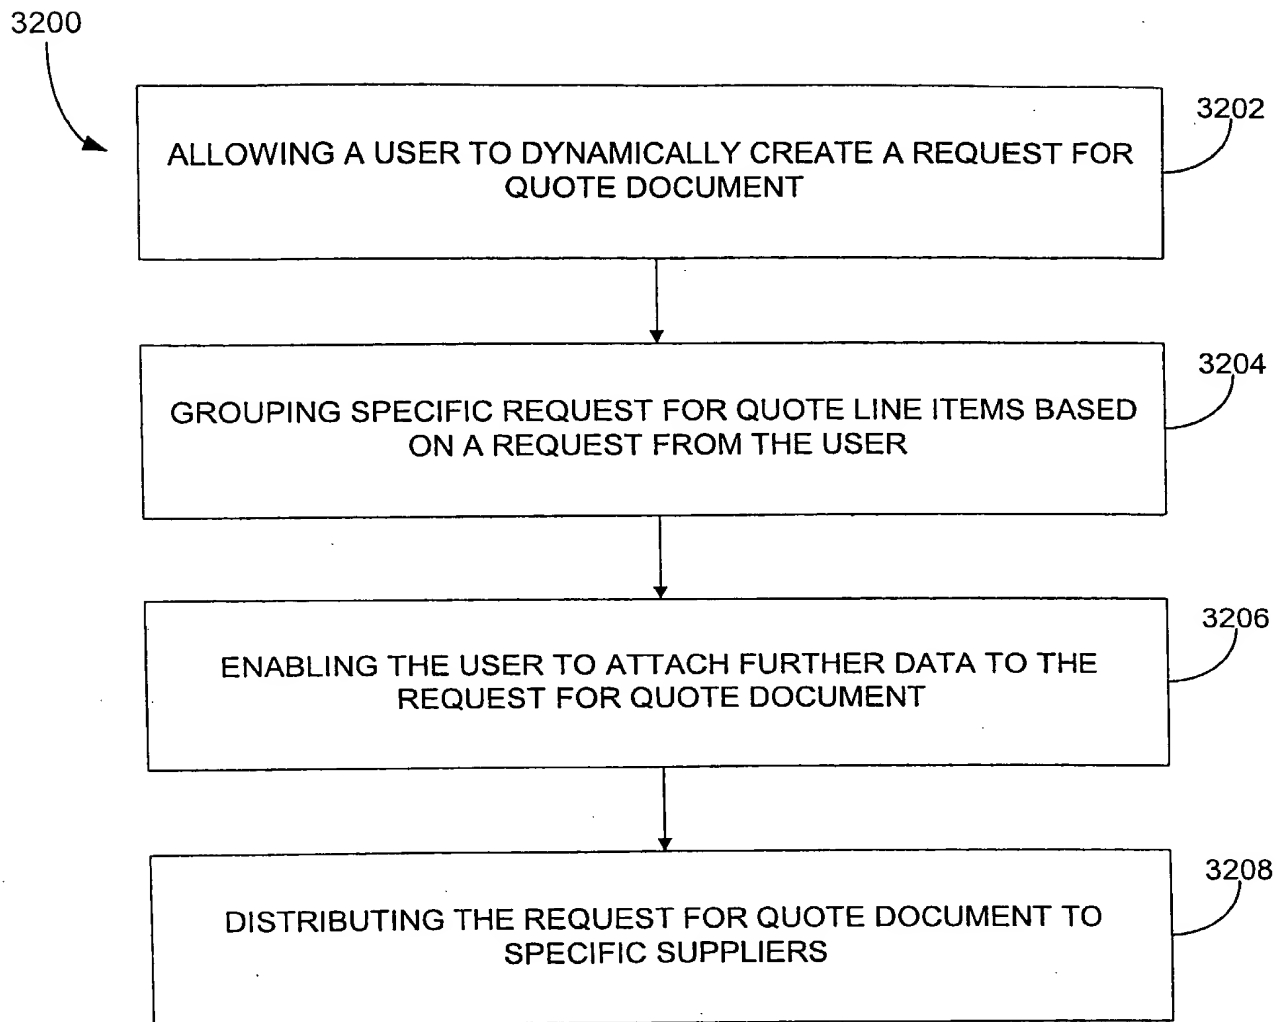 3200
3202
ALLOWING A USER TO DYNAMICALLY CREATE A REQUEST FOR
QUOTE DOCUMENT
3204
GROUPING SPECIFIC REQUEST FOR QUOTE LINE ITEMS BASED
ON A REQUEST FROM THE USER
3206
ENABLING THE USER TO ATTACH FURTHER DATA TO THE
REQUEST FOR QUOTE DOCUMENT
3208
DISTRIBUTING THE REQUEST FOR QUOTE DOCUMENT TO
SPECIFIC SUPPLIERS